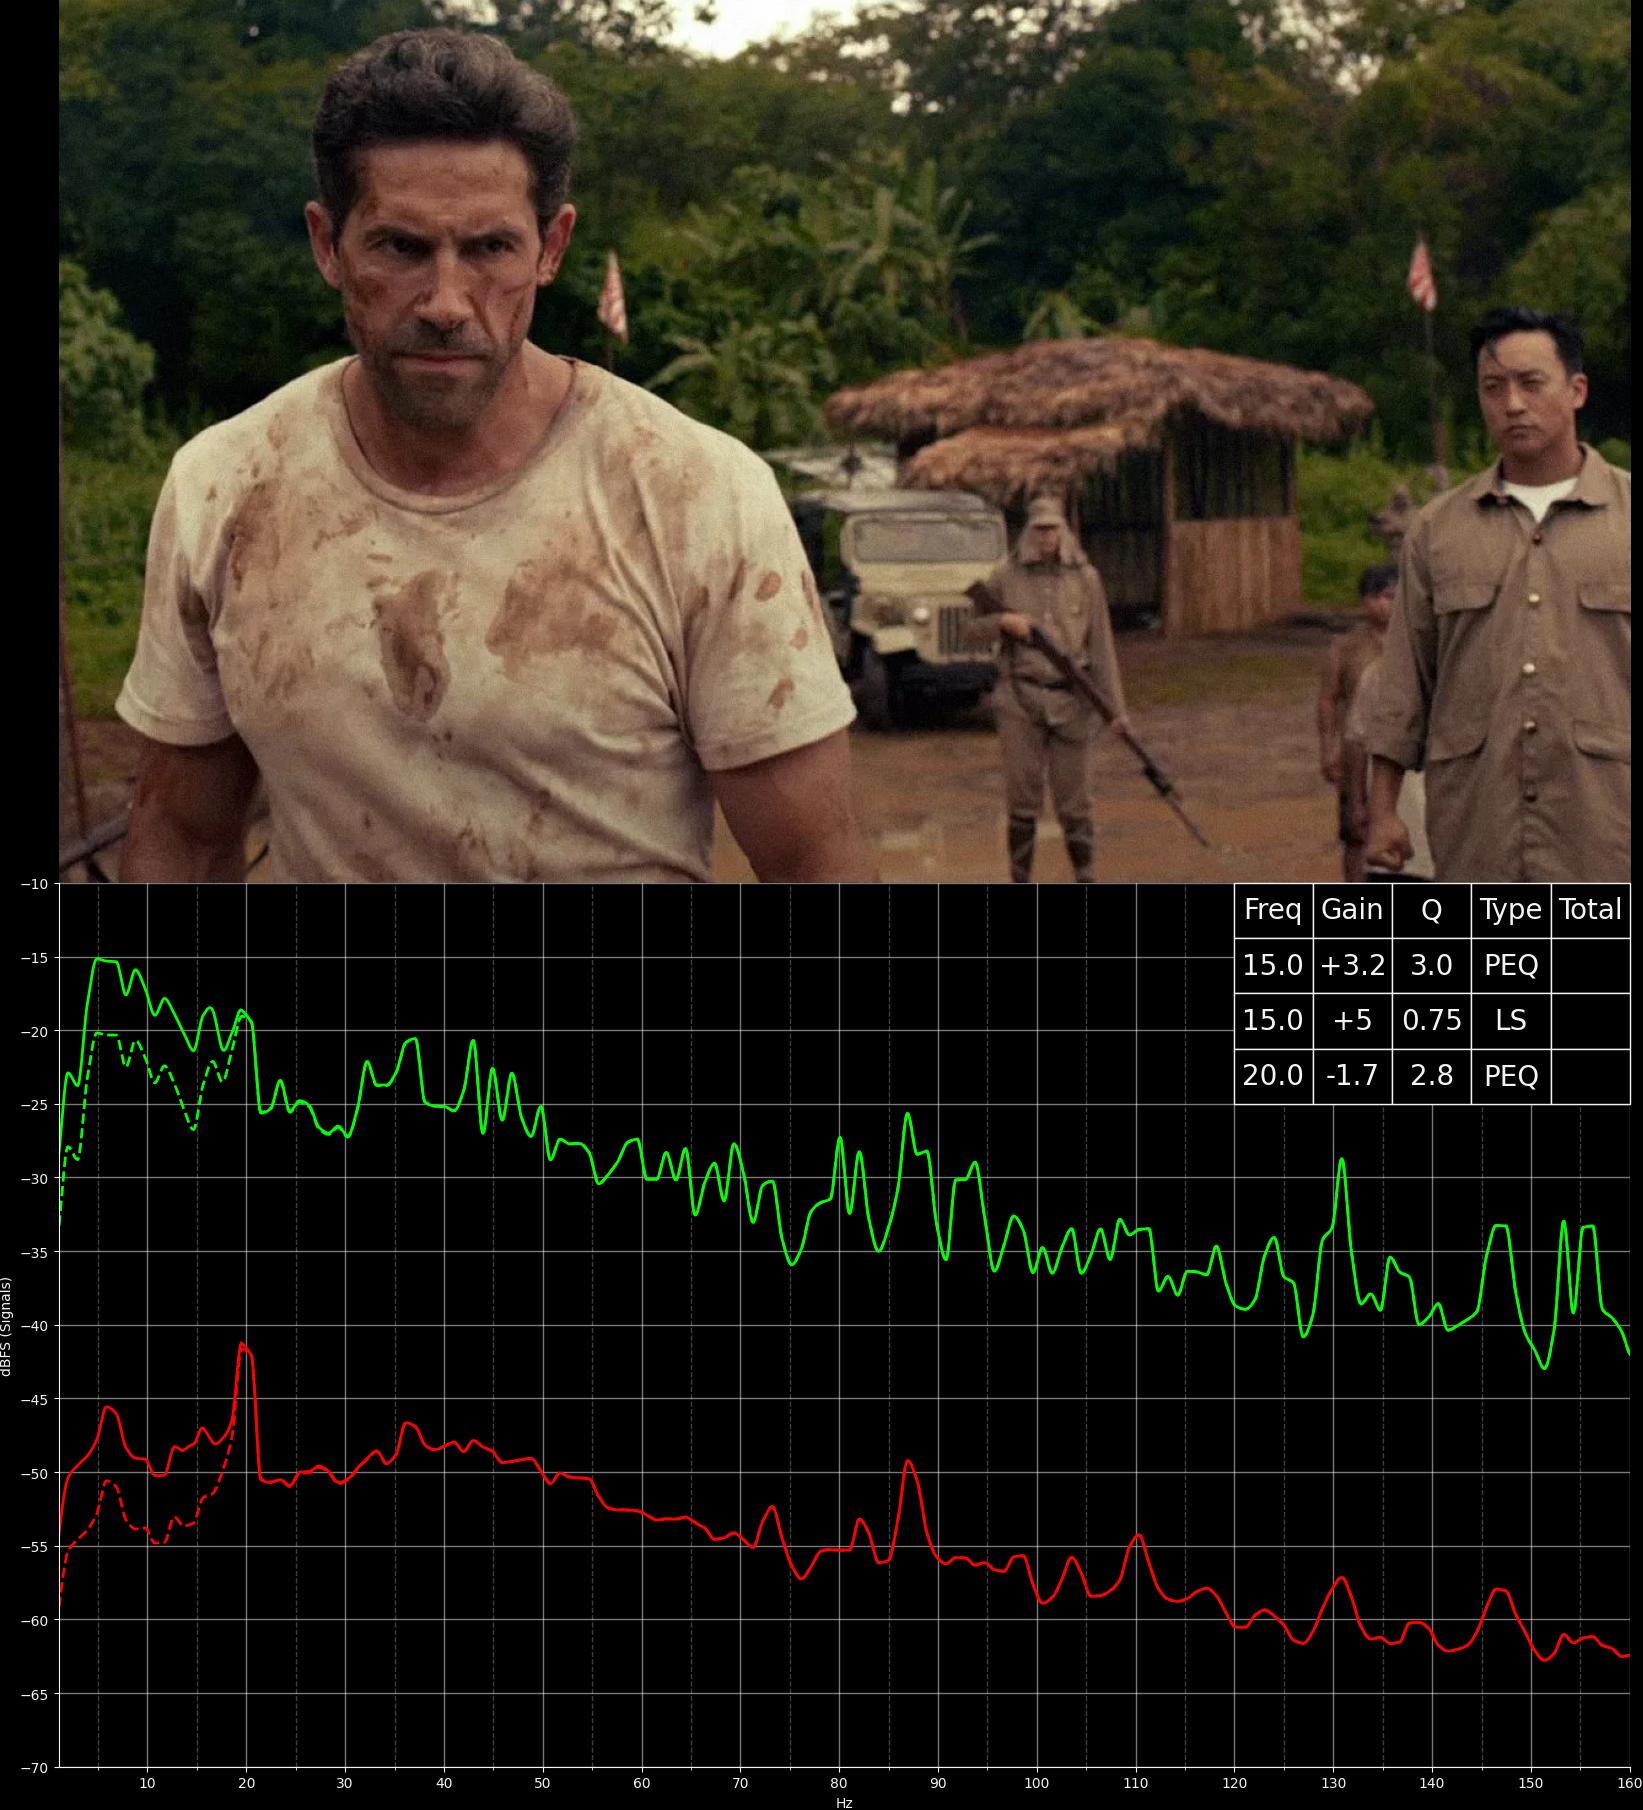 Freq Gain Q Type Total
15.0 +3.2 3.0 PEQ
15.0 +5 0.75 LS
20.0 -1.7 2.8 PEQ
−10
−15
−20
−25
−30
−35
−40
−45
−50
−55
−60
−65
−70
dBFS (Signals)
10 20 30 40 50 60 70 80 90 100 110 120 130 140 150 160
Hz